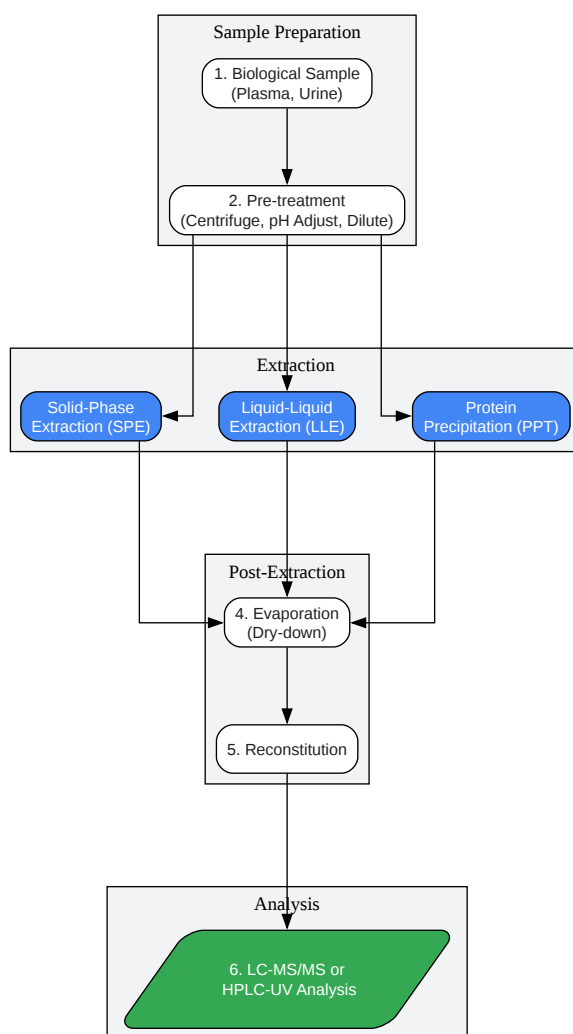 Sample Preparation
1. Biological Sample
(Plasma, Urine)
2. Pre-treatment
(Centrifuge, pH Adjust, Dilute)
Extraction
Solid-Phase
Extraction (SPE)
Liquid-Liquid
Extraction (LLE)
Protein
Precipitation (PPT)
Post-Extraction
4. Evaporation
(Dry-down)
5. Reconstitution
Analysis
6. LC-MS/MS or
HPLC-UV Analysis